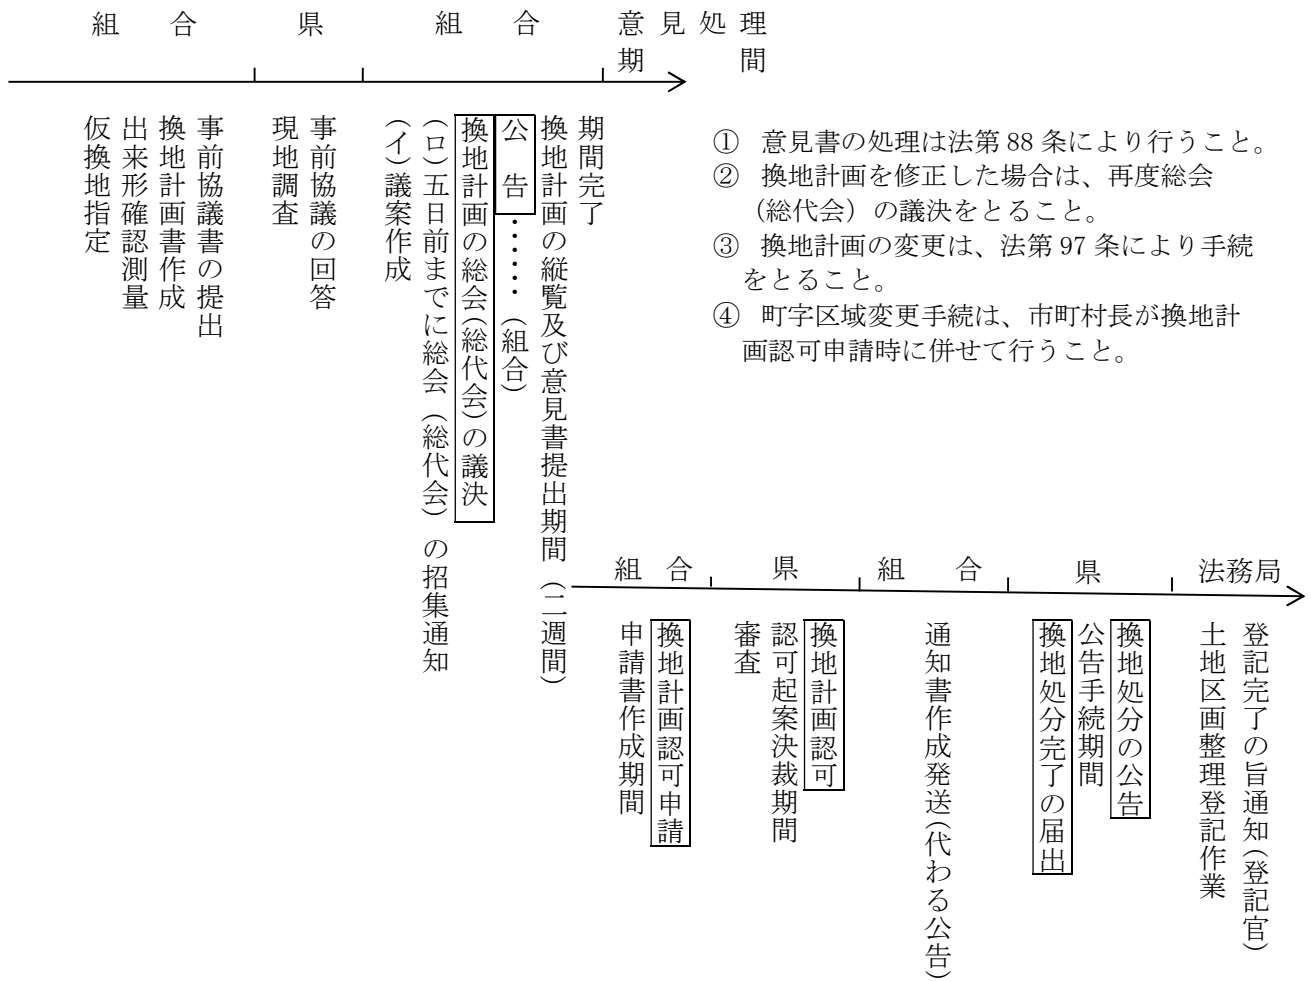 組　合
県
組　合
意見処理
期　　間
仮換地指定
出来形確認測量
換地計画書作成
事前協議書の提出
現地調査
事前協議の回答
(イ)議案作成
(ロ)五日前までに総会（総代会）の招集通知
換地計画の総会(総代会)の議決
公　告・・・・・・（組合）
換地計画の縦覧及び意見書提出期間（二週間）
期間完了
①　意見書の処理は法第 88 条により行うこと。
②　換地計画を修正した場合は、再度総会
（総代会）の議決をとること。
③　換地計画の変更は、法第 97 条により手続
をとること。
④　町字区域変更手続は、市町村長が換地計
画認可申請時に併せて行うこと。
組　合
県
組　合
県
法務局
申請書作成期間
換地計画認可申請
審査
認可起案決裁期間
換地計画認可
通知書作成発送(代わる公告)
換地処分完了の届出
公告手続期間
換地処分の公告
土地区画整理登記作業
登記完了の旨通知(登記官)